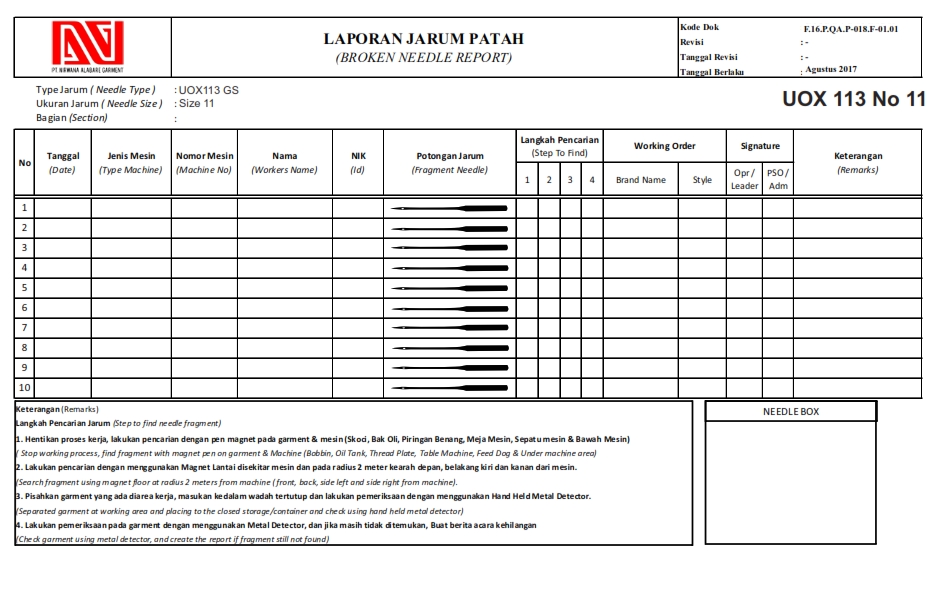 PT NIRWANA ALABARE GARMENT
LAPORAN JARUM PATAH
(BROKEN NEEDLE REPORT)
Kode Dok F.16.P.QA.P-018.F-01.01
Revisi : -
Tanggal Revisi : -
Tanggal Berlaku : Agustus 2017
Type Jarum ( Needle Type ) : UOX113 GS
Ukuran Jarum ( Needle Size ) : Size 11
Bagian (Section) :
UOX 113 No 11
No
Tanggal
(Date)
Jenis Mesin
(Type Machine)
Nomor Mesin
(Machine No)
Nama
(Workers Name)
NIK
(Id)
Potongan Jarum
(Fragment Needle)
Langkah Pencarian
(Step To Find)
1 2 3 4
Working Order
Brand Name Style
Signature
Opr /
Leader
PSO /
Adm
Keterangan
(Remarks)
1
2
3
4
5
6
7
8
9
10
Keterangan (Remarks)
Langkah Pencarian Jarum (Step to find needle fragment)
1. Hentikan proses kerja, lakukan pencarian dengan pen magnet pada garment & mesin (Skoi, Bak Oli, Piringan Benang, Meja Mesin, Sepatu mesin & Bawah Mesin)
( Stop working process, find fragment with magnet pen on garment & Machine (Bobbin, Oil Tank, Thread Plate, Table Machine, Feed Dog & Under machine area)
2. Lakukan pencarian dengan menggunakan Magnet Lantai disekitar mesin dan pada radius 2 meter kearah depan, belakang kiri dan kanan dari mesin.
(Search fragment using magnet floor at radius 2 meters from machine ( front, back, side left and side right from machine).
3. Pisahkan garment yang ada diarea kerja, masukan kedalam wadah tertutup dan lakukan pemeriksaan dengan menggunakan Hand Held Metal Detector.
(Separated garment at working area and placing to the closed storage/container and check using hand held metal detector)
4. Lakukan pemeriksaan pada garment dengan menggunakan Metal Detector, dan jika masih tidak ditemukan, Buat berita acara kehilangan
(Check garment using metal detector, and create the report if fragment still not found)
NEEDLE BOX